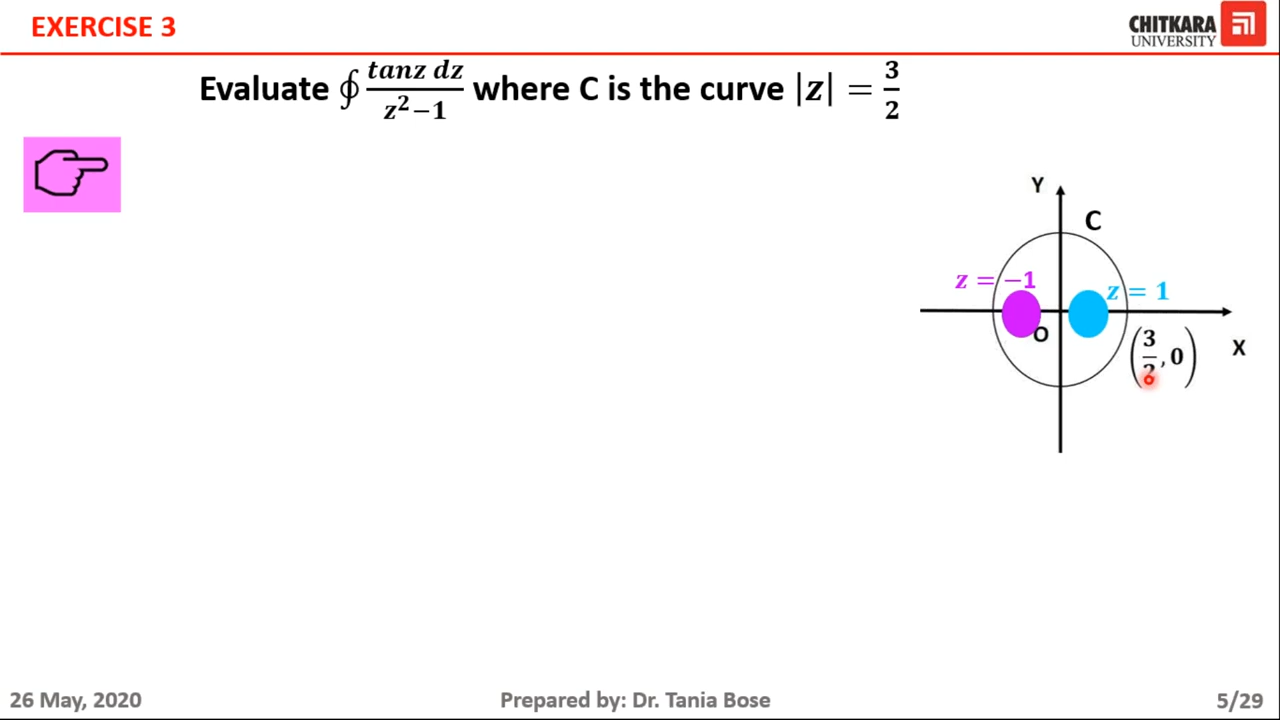 EXERCISE 3
CHITKARA
UNIVERSITY
Evaluate ∮ tanz dz / z² − 1 where C is the curve |z| = 3/2
Y
C
z = −1
z = 1
O
(3/2, 0)
X
26 May, 2020
Prepared by: Dr. Tania Bose
5/29